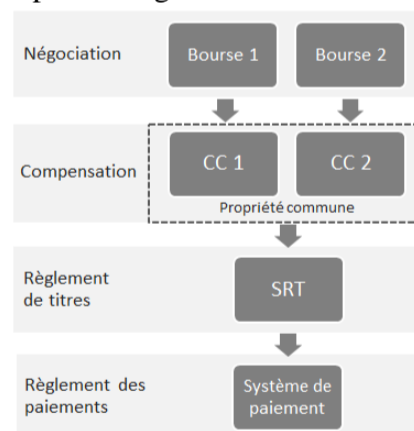 Négociation
Bourse 1
Bourse 2
Compensation
CC 1
CC 2
Propriété commune
Règlement
de titres
SRT
Règlement des
paiements
Système de
paiement